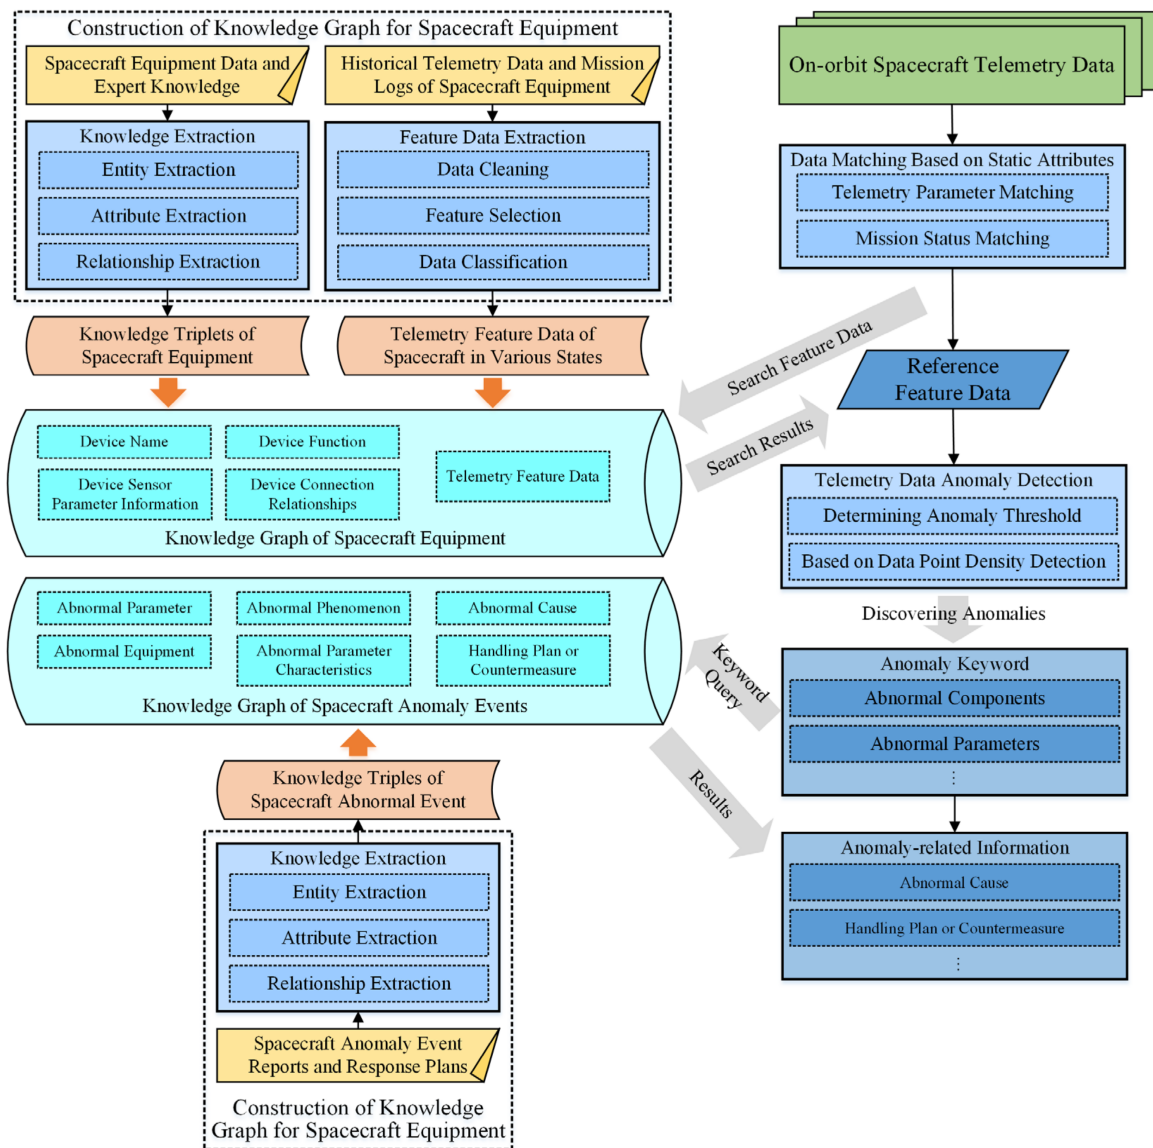 Construction of Knowledge Graph for Spacecraft Equipment
Spacecraft Equipment Data and
Expert Knowledge
Historical Telemetry Data and Mission
Logs of Spacecraft Equipment
Knowledge Extraction
Entity Extraction
Attribute Extraction
Relationship Extraction
Feature Data Extraction
Data Cleaning
Feature Selection
Data Classification
Knowledge Triplets of
Spacecraft Equipment
Telemetry Feature Data of
Spacecraft in Various States
Device Name
Device Function
Device Sensor
Parameter Information
Device Connection
Relationships
Telemetry Feature Data
Knowledge Graph of Spacecraft Equipment
Abnormal Parameter
Abnormal Phenomenon
Abnormal Cause
Abnormal Equipment
Abnormal Parameter
Characteristics
Handling Plan or
Countermeasure
Knowledge Graph of Spacecraft Anomaly Events
Knowledge Triples of
Spacecraft Abnormal Event
Knowledge Extraction
Entity Extraction
Attribute Extraction
Relationship Extraction
Spacecraft Anomaly Event
Reports and Response Plans
Construction of Knowledge
Graph for Spacecraft Equipment
On-orbit Spacecraft Telemetry Data
Data Matching Based on Static Attributes
Telemetry Parameter Matching
Mission Status Matching
Search Feature Data
Search Results
Reference
Feature Data
Telemetry Data Anomaly Detection
Determining Anomaly Threshold
Based on Data Point Density Detection
Discovering Anomalies
Keyword
Query
Anomaly Keyword
Abnormal Components
Abnormal Parameters
⋮
Results
Anomaly-related Information
Abnormal Cause
Handling Plan or Countermeasure
⋮